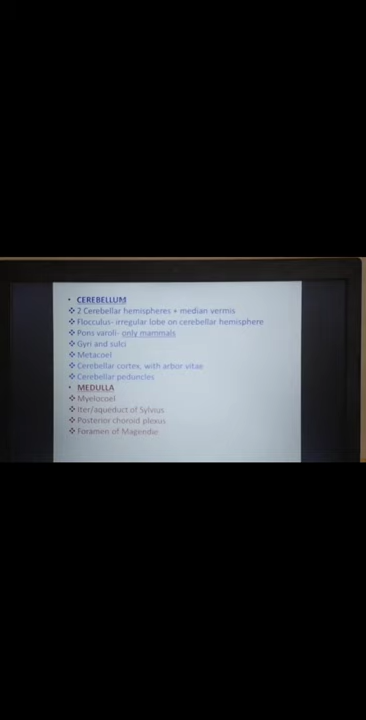 • CEREBELLUM
❖ 2 Cerebellar hemispheres + median vermis
❖ Flocculus- irregular lobe on cerebellar hemisphere
❖ Pons varoli- only mammals
❖ Gyri and sulci
❖ Metacoel
❖ Cerebellar cortex, with arbor vitae
❖ Cerebellar peduncles
• MEDULLA
❖ Myelocoel
❖ Iter/aqueduct of Sylvius
❖ Posterior choroid plexus
❖ Foramen of Magendie